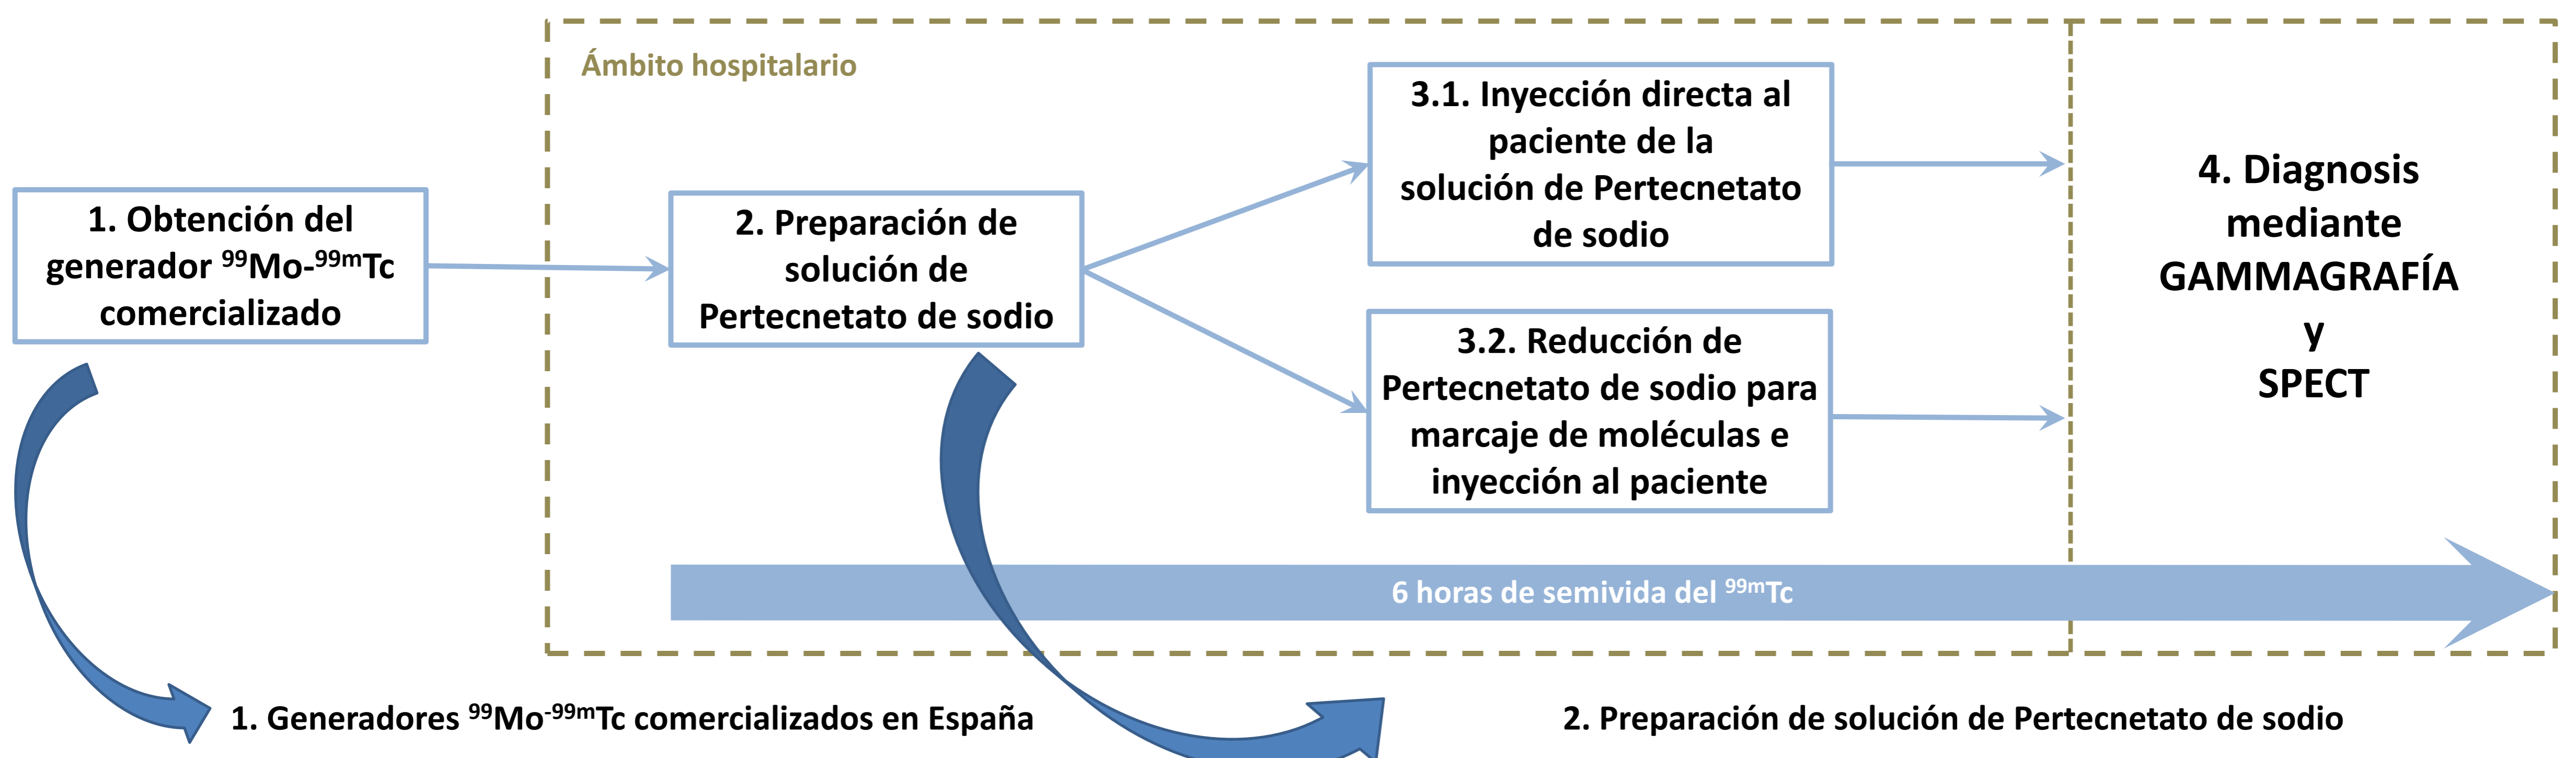 Ámbito hospitalario
1. Obtención del
generador ⁹⁹Mo-⁹⁹ᵐTc
comercializado
2. Preparación de
solución de
Pertecnetato de sodio
3.1. Inyección directa al
paciente de la
solución de Pertecnetato
de sodio
3.2. Reducción de
Pertecnetato de sodio para
marcaje de moléculas e
inyección al paciente
4. Diagnosis
mediante
GAMMAGRAFÍA
y
SPECT
6 horas de semivida del ⁹⁹ᵐTc
1. Generadores ⁹⁹Mo⁻⁹⁹ᵐTc comercializados en España
2. Preparación de solución de Pertecnetato de sodio